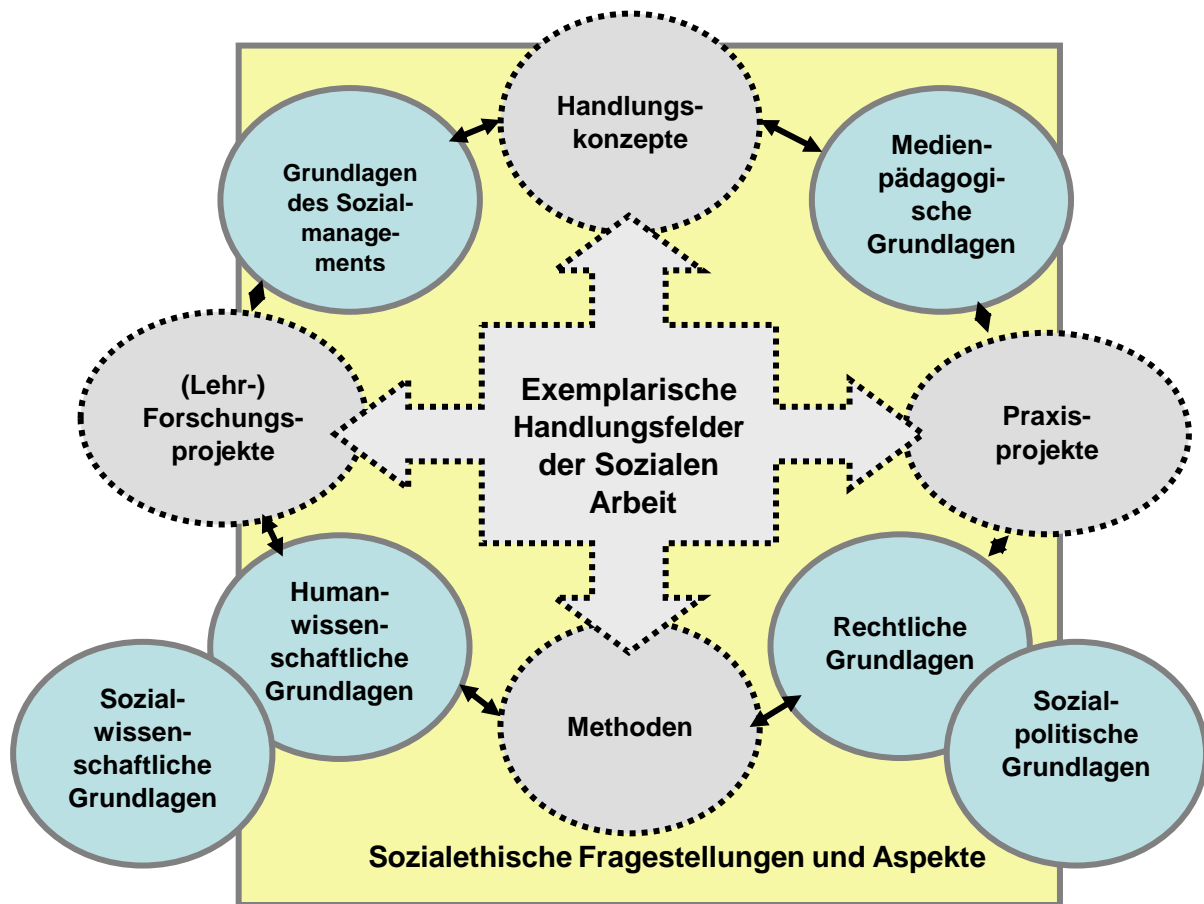 Handlungs-
konzepte
Grundlagen
des Sozial-
manage-
ments
Medien-
pädagogi-
sche
Grundlagen
(Lehr-)
Forschungs-
projekte
Exemplarische
Handlungsfelder
der Sozialen
Arbeit
Praxis-
projekte
Human-
wissen-
schaftliche
Grundlagen
Rechtliche
Grundlagen
Sozial-
wissen-
schaftliche
Grundlagen
Methoden
Sozial-
politische
Grundlagen
Sozialethische Fragestellungen und Aspekte